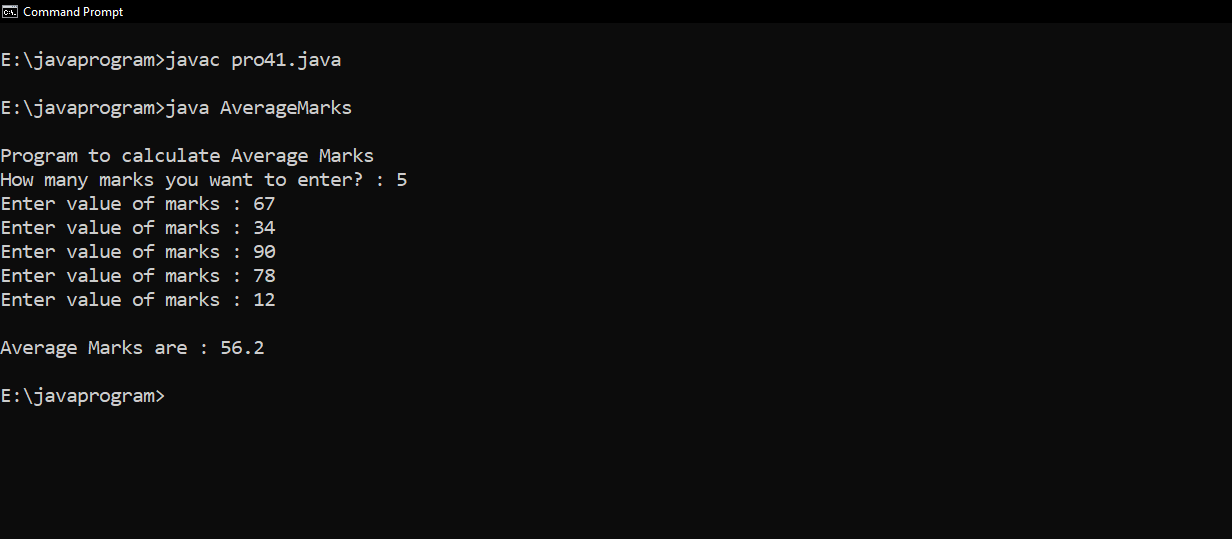 Command Prompt
E:\javaprogram>javac pro41.java
E:\javaprogram>java AverageMarks
Program to calculate Average Marks
How many marks you want to enter? : 5
Enter value of marks : 67
Enter value of marks : 34
Enter value of marks : 90
Enter value of marks : 78
Enter value of marks : 12
Average Marks are : 56.2
E:\javaprogram>